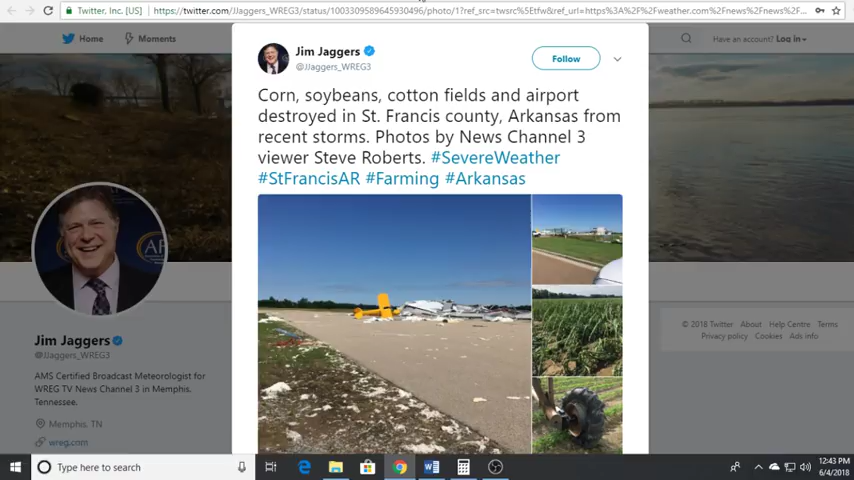 Twitter, Inc. [US]
https://twitter.com/JJaggers_WREG3/status/1003309589645930496/photo/1?ref_src=twsrc%5Etfw&ref_url=https%3A%2F%2Fweather.com%2Fnews%2Fnews%2F...
Home
Moments
Have an account? Log in
Jim Jaggers
@JJaggers_WREG3
Follow
Corn, soybeans, cotton fields and airport
destroyed in St. Francis county, Arkansas from
recent storms. Photos by News Channel 3
viewer Steve Roberts. #SevereWeather
#StFrancisAR #Farming #Arkansas
Jim Jaggers
@JJaggers_WREG3
AMS Certified Broadcast Meteorologist for
WREG TV News Channel 3 in Memphis,
Tennessee.
Memphis, TN
wreg.com
© 2018 Twitter About Help Centre Terms
Privacy policy Cookies Ads info
Type here to search
12:43 PM
6/4/2018